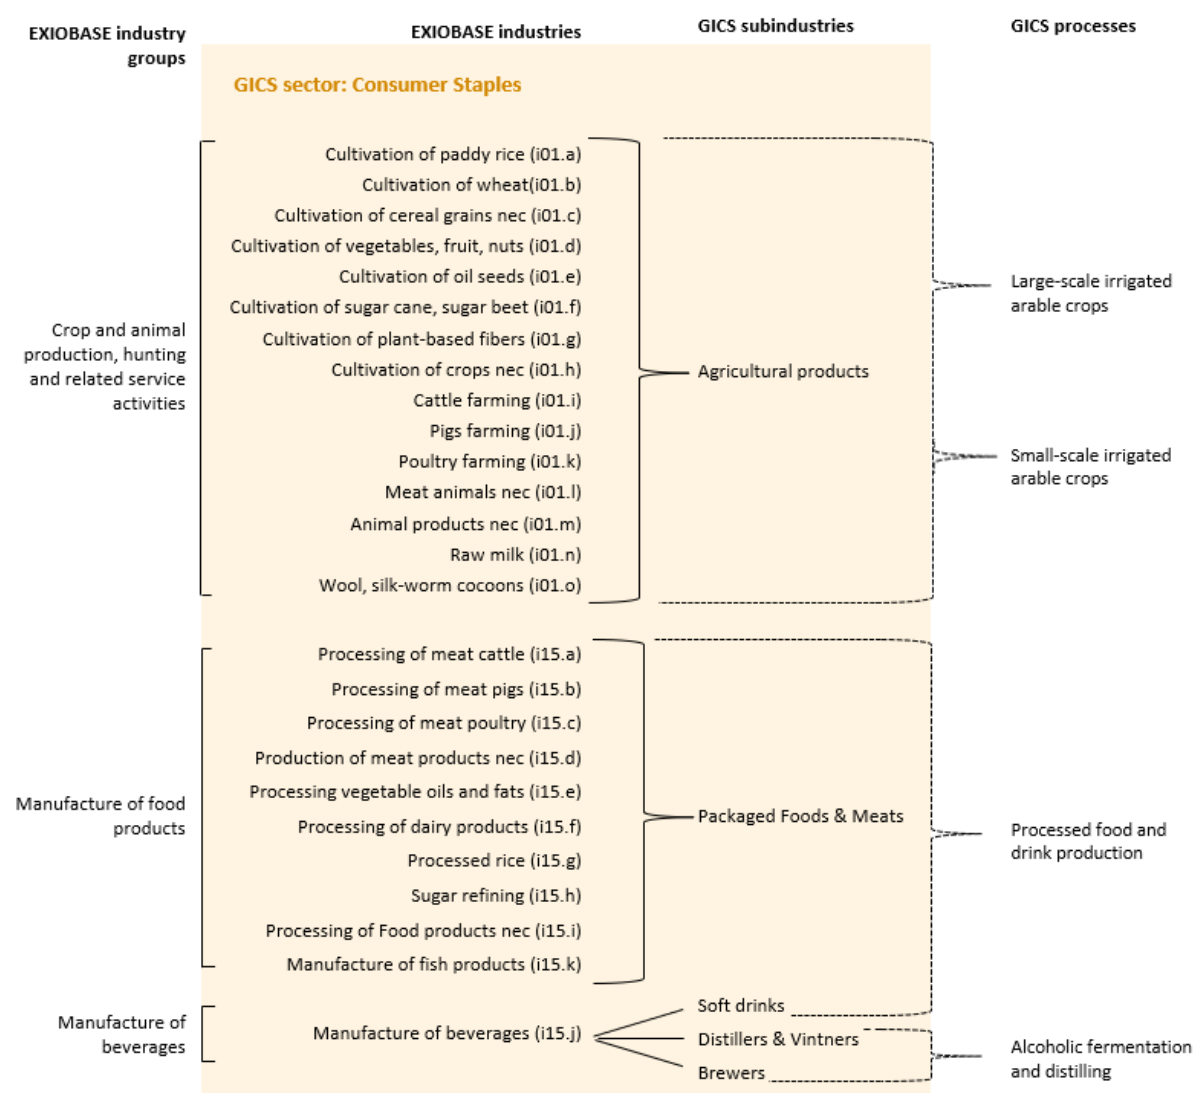 EXIOBASE industry
groups
EXIOBASE industries
GICS subindustries
GICS processes
GICS sector: Consumer Staples
Crop and animal
production, hunting
and related service
activities
Cultivation of paddy rice (i01.a)
Cultivation of wheat(i01.b)
Cultivation of cereal grains nec (i01.c)
Cultivation of vegetables, fruit, nuts (i01.d)
Cultivation of oil seeds (i01.e)
Cultivation of sugar cane, sugar beet (i01.f)
Cultivation of plant-based fibers (i01.g)
Cultivation of crops nec (i01.h)
Cattle farming (i01.i)
Pigs farming (i01.j)
Poultry farming (i01.k)
Meat animals nec (i01.l)
Animal products nec (i01.m)
Raw milk (i01.n)
Wool, silk-worm cocoons (i01.o)
Agricultural products
Large-scale irrigated
arable crops
Small-scale irrigated
arable crops
Manufacture of food
products
Processing of meat cattle (i15.a)
Processing of meat pigs (i15.b)
Processing of meat poultry (i15.c)
Production of meat products nec (i15.d)
Processing vegetable oils and fats (i15.e)
Processing of dairy products (i15.f)
Processed rice (i15.g)
Sugar refining (i15.h)
Processing of Food products nec (i15.i)
Manufacture of fish products (i15.k)
Packaged Foods & Meats
Processed food and
drink production
Manufacture of
beverages
Manufacture of beverages (i15.j)
Soft drinks
Distillers & Vintners
Brewers
Alcoholic fermentation
and distilling